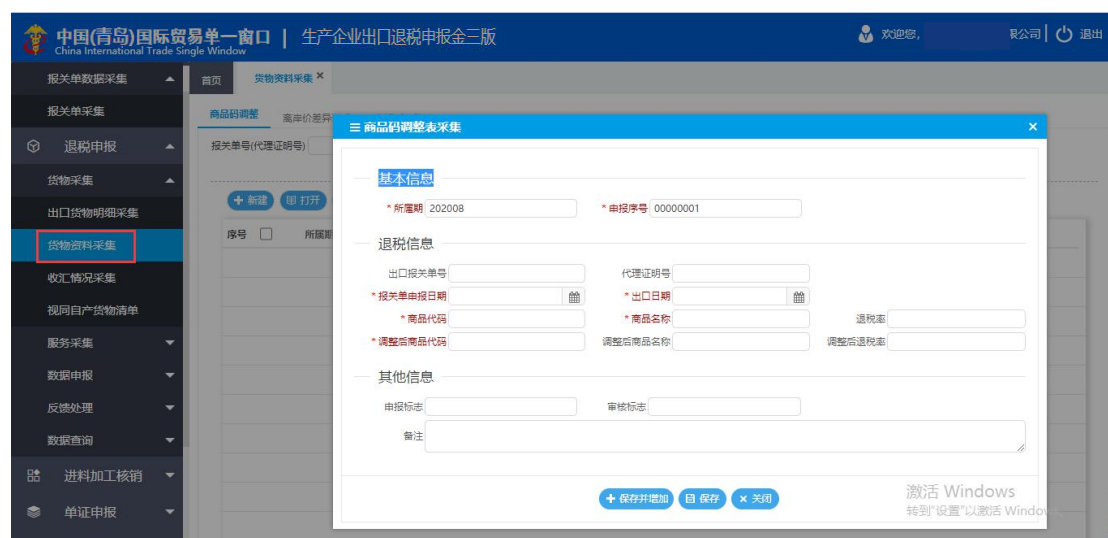 中国(青岛)国际贸易单一窗口 | 生产企业出口退税申报金三版
China International Trade Single Window
欢迎您, 限公司 | 退出
报关单数据采集
报关单采集
退税申报
货物采集
出口货物明细采集
货物资料采集
收汇情况采集
视同自产货物清单
服务采集
数据申报
反馈处理
数据查询
进料加工核销
单证申报
首页 货物资料采集 ×
商品码调整 离岸价差异
报关单号(代理证明号)
+ 新建 打开
序号 所属期
商品码调整表采集 ×
基本信息
* 所属期 202008 * 申报序号 00000001
退税信息
出口报关单号 代理证明号
* 报关单申报日期 * 出口日期
* 商品代码 * 商品名称 退税率
* 调整后商品代码 调整后商品名称 调整后退税率
其他信息
申报标志 审核标志
备注
+ 保存并增加 保存 × 关闭
激活 Windows
转到"设置"以激活 Windows。